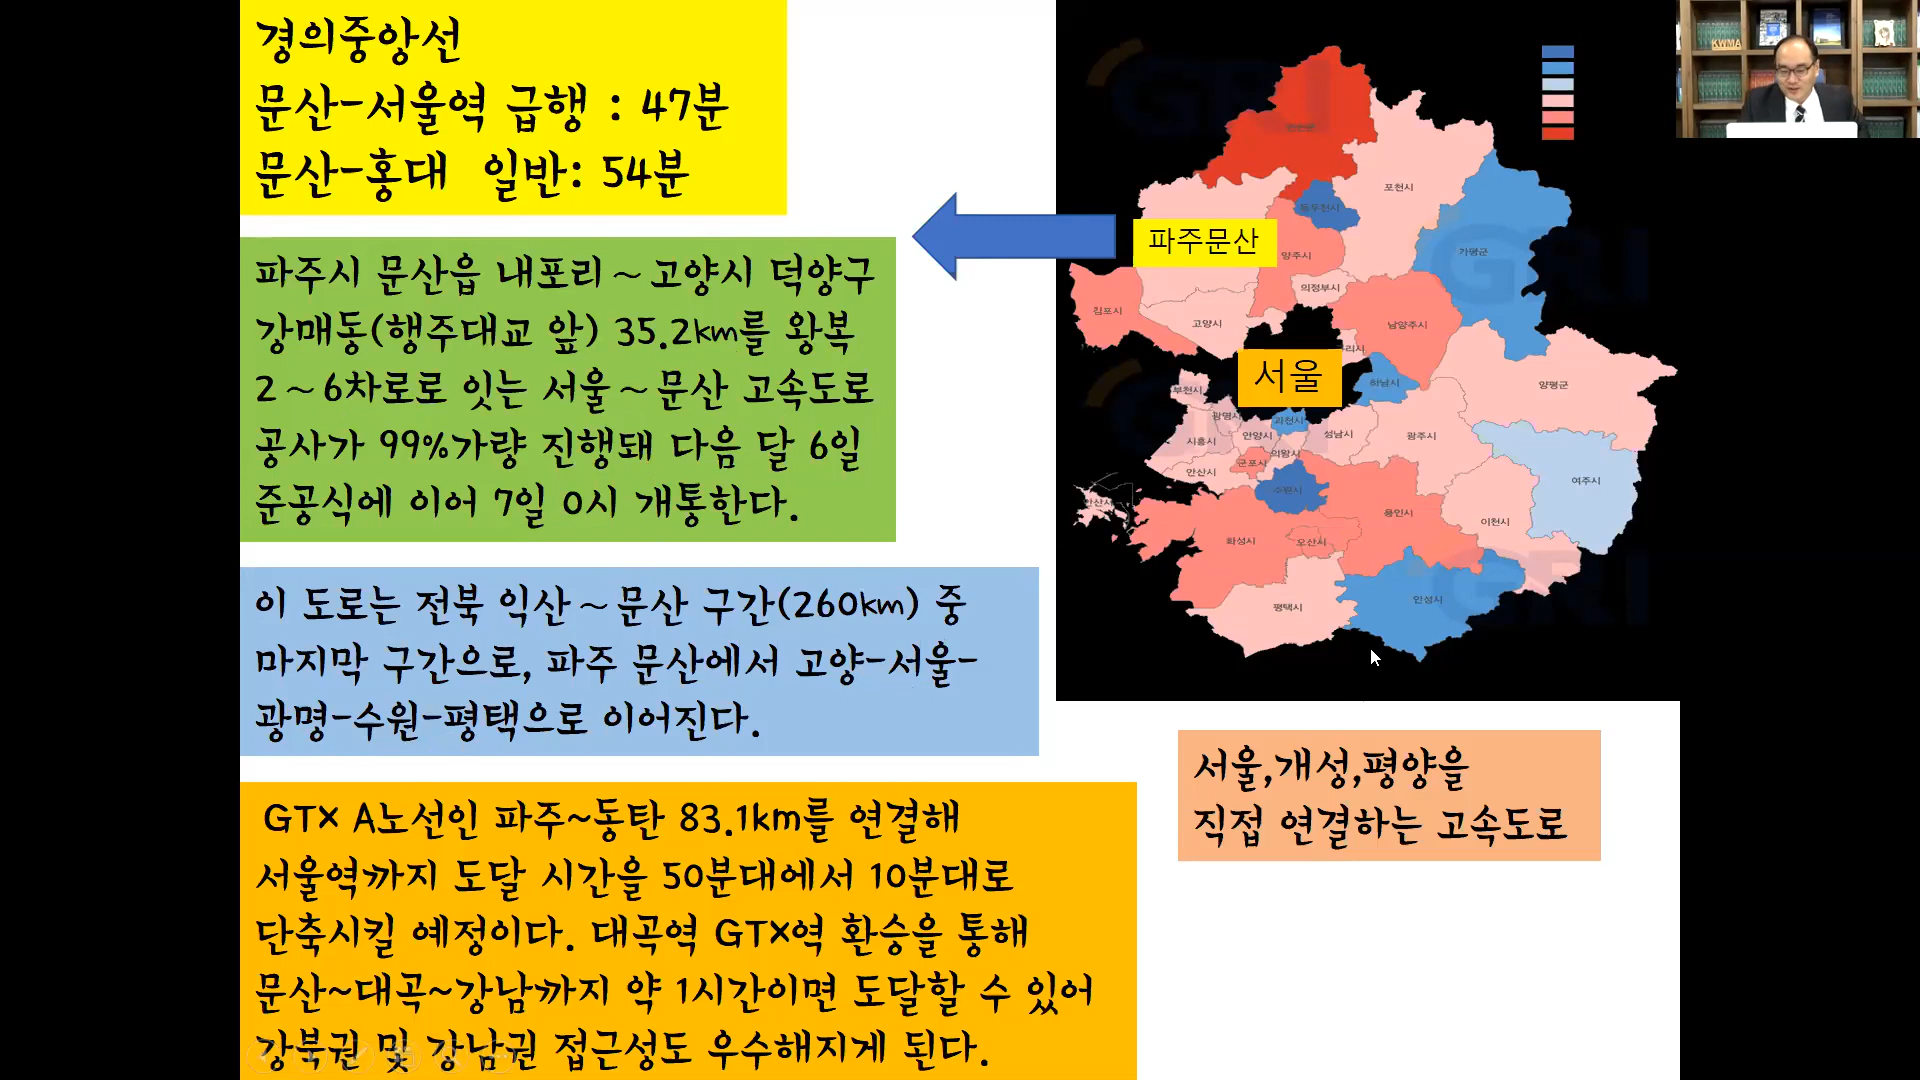 경의중앙선
문산-서울역 급행 : 47분
문산-홍대 일반: 54분
파주시 문산읍 내포리~고양시 덕양구
강매동(행주대교 앞) 35.2km를 왕복
2~6차로로 잇는 서울~문산 고속도로
공사가 99%가량 진행돼 다음 달 6일
준공식에 이어 7일 0시 개통한다.
이 도로는 전북 익산~문산 구간(260km) 중
마지막 구간으로, 파주 문산에서 고양-서울-
광명-수원-평택으로 이어진다.
GTX A노선인 파주~동탄 83.1km를 연결해
서울역까지 도달 시간을 50분대에서 10분대로
단축시킬 예정이다. 대곡역 GTX역 환승을 통해
문산~대곡~강남까지 약 1시간이면 도달할 수 있어
강북권 및 강남권 접근성도 우수해지게 된다.
GRI
포천시
동두천시
파주문산
양주시
가평군
GRI
의정부시
김포시
고양시
남양주시
서울
하남시
양평군
부천시
광명시
과천시
시흥시
안양시
성남시
광주시
의왕시
군포시
안산시
여주시
수원시
용인시
이천시
화성시
오산시
안성시
평택시
GRI
서울,개성,평양을
직접 연결하는 고속도로
KWMA